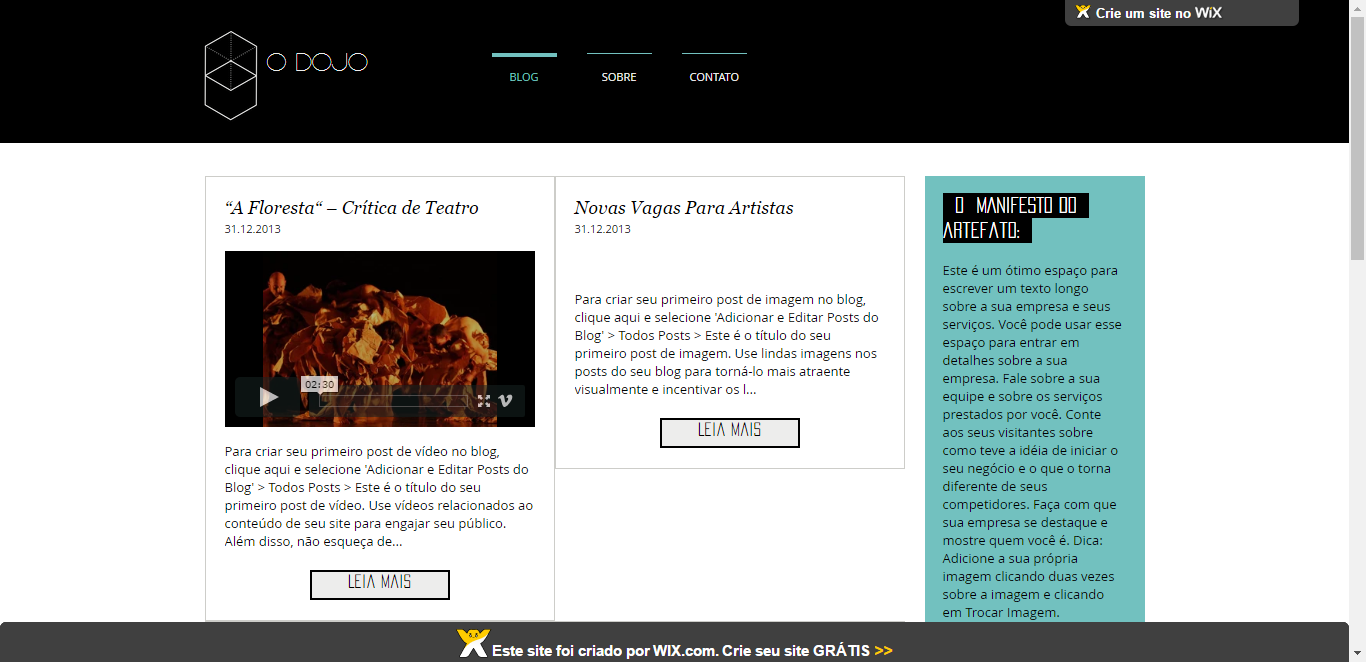 Crie um site no WiX
O DOJO
BLOG
SOBRE
CONTATO
“A Floresta“ – Crítica de Teatro
31.12.2013
02:30
Para criar seu primeiro post de vídeo no blog,
clique aqui e selecione 'Adicionar e Editar Posts do
Blog' > Todos Posts > Este é o título do seu
primeiro post de vídeo. Use vídeos relacionados ao
conteúdo de seu site para engajar seu público.
Além disso, não esqueça de...
LEIA MAIS
Novas Vagas Para Artistas
31.12.2013
Para criar seu primeiro post de imagem no blog,
clique aqui e selecione 'Adicionar e Editar Posts do
Blog' > Todos Posts > Este é o título do seu
primeiro post de imagem. Use lindas imagens nos
posts do seu blog para torná-lo mais atraente
visualmente e incentivar os l...
LEIA MAIS
O MANIFESTO DO
ARTEFATO:
Este é um ótimo espaço para
escrever um texto longo
sobre a sua empresa e seus
serviços. Você pode usar esse
espaço para entrar em
detalhes sobre a sua
empresa. Fale sobre a sua
equipe e sobre os serviços
prestados por você. Conte
aos seus visitantes sobre
como teve a idéia de iniciar o
seu negócio e o que o torna
diferente de seus
competidores. Faça com que
sua empresa se destaque e
mostre quem você é. Dica:
Adicione a sua própria
imagem clicando duas vezes
sobre a imagem e clicando
em Trocar Imagem.
Este site foi criado por WIX.com. Crie seu site GRÁTIS >>